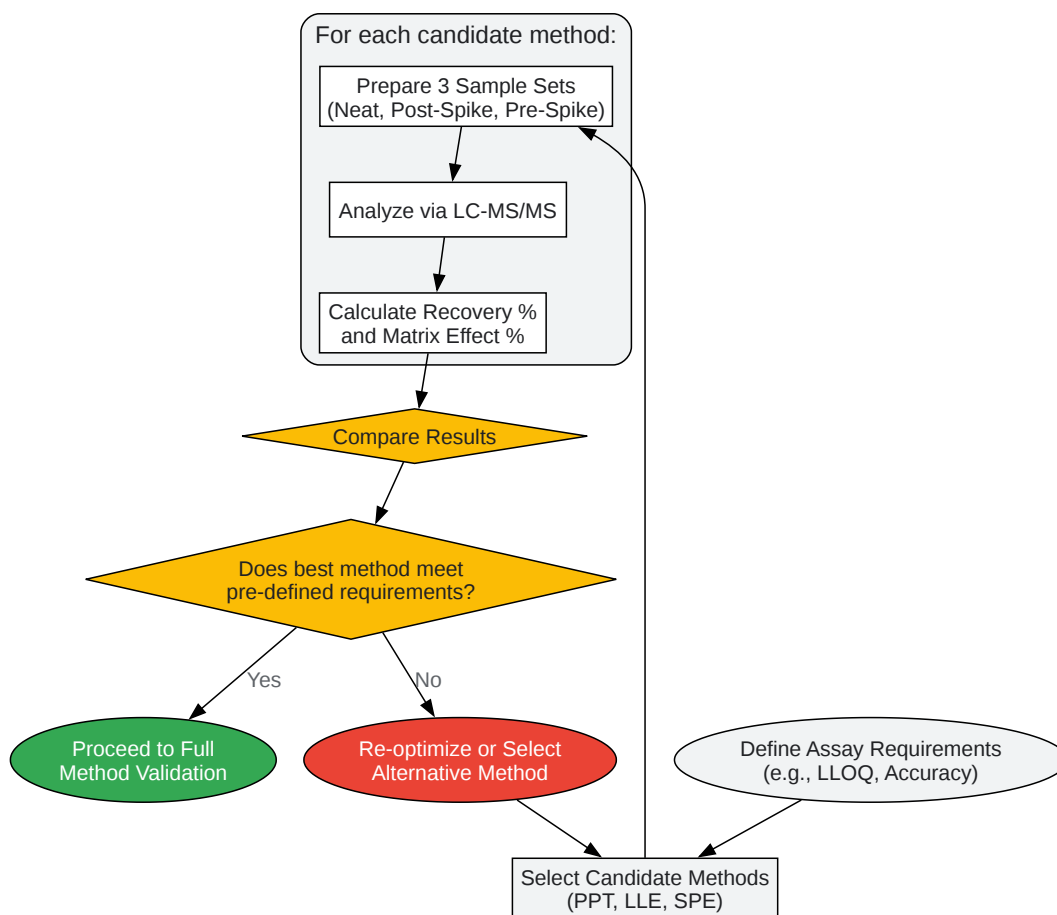 For each candidate method:
Prepare 3 Sample Sets
(Neat, Post-Spike, Pre-Spike)
Analyze via LC-MS/MS
Calculate Recovery %
and Matrix Effect %
Compare Results
Does best method meet
pre-defined requirements?
Yes
No
Proceed to Full
Method Validation
Re-optimize or Select
Alternative Method
Define Assay Requirements
(e.g., LLOQ, Accuracy)
Select Candidate Methods
(PPT, LLE, SPE)